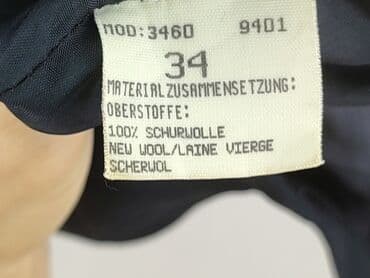 MOD:3460 9401
34
MATERIALZUSAMMENSETZUNG:
OBERSTOFFE:
100% SCHURWOLLE
NEW WOOL/LAINE VIERGE
SCHERWOL